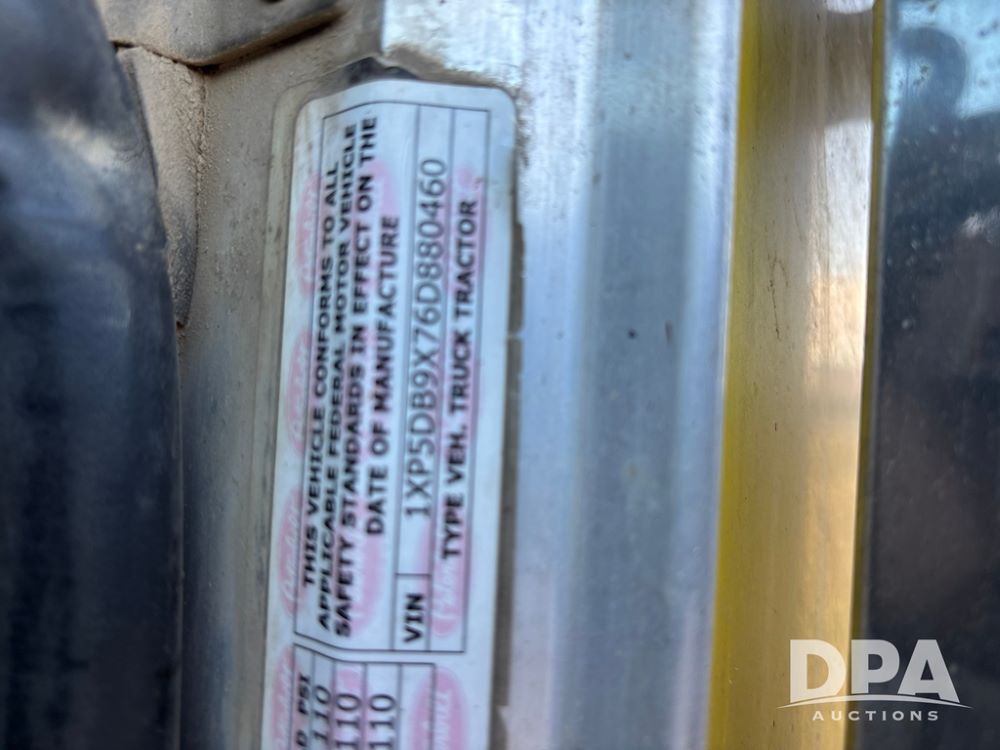 THIS VEHICLE CONFORMS TO ALL
APPLICABLE FEDERAL MOTOR VEHICLE
SAFETY STANDARDS IN EFFECT ON THE
DATE OF MANUFACTURE
VIN 1XP5DB9X76D880460
TYPE VEH. TRUCK TRACTOR
PSI
110
110
110
DPA
AUCTIONS